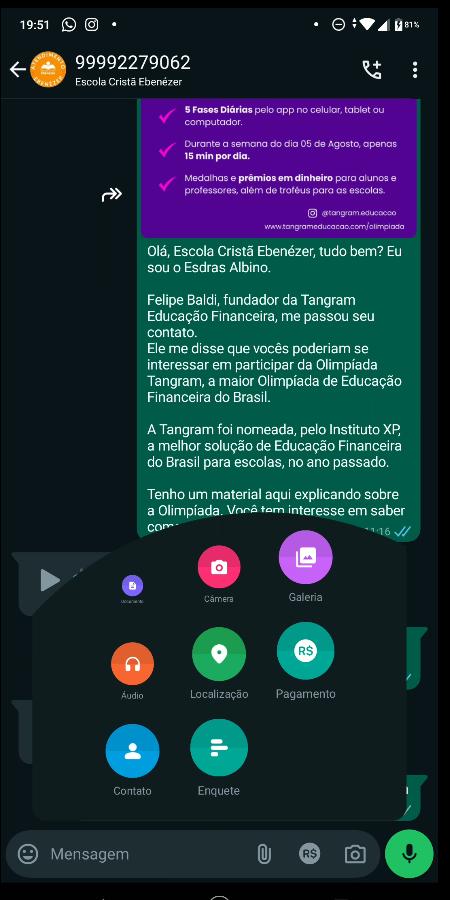 19:51
81%
99992279062
Escola Cristã Ebenézer
ATENDIMENTO
EBENÉZER
5 Fases Diárias pelo app no celular, tablet ou
computador.
Durante a semana do dia 05 de Agosto, apenas
15 min por dia.
Medalhas e prêmios em dinheiro para alunos e
professores, além de troféus para as escolas.
@tangram.educacao
www.tangrameducacao.com/olimpiada
Olá, Escola Cristã Ebenézer, tudo bem? Eu
sou o Esdras Albino.
Felipe Baldi, fundador da Tangram
Educação Financeira, me passou seu
contato.
Ele me disse que vocês poderiam se
interessar em participar da Olimpíada
Tangram, a maior Olimpíada de Educação
Financeira do Brasil.
A Tangram foi nomeada, pelo Instituto XP,
a melhor solução de Educação Financeira
do Brasil para escolas, no ano passado.
Tenho um material aqui explicando sobre
a Olimpíada. Você tem interesse em saber
com
1:16
Documento
Câmera
Galeria
Áudio
Localização
R$
Pagamento
Contato
Enquete
Mensagem
R$